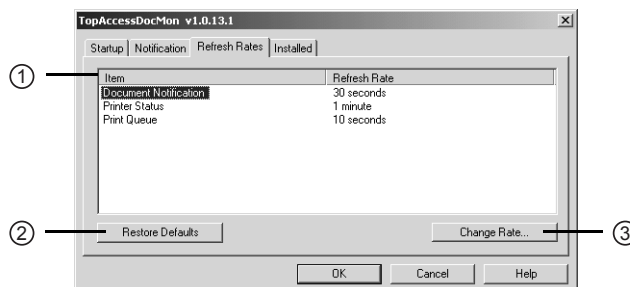 TopAccessDocMon v1.0.13.1
Startup Notification Refresh Rates Installed
① Item Refresh Rate
Document Notification 30 seconds
Printer Status 1 minute
Print Queue 10 seconds
② Restore Defaults Change Rate... ③
OK Cancel Help